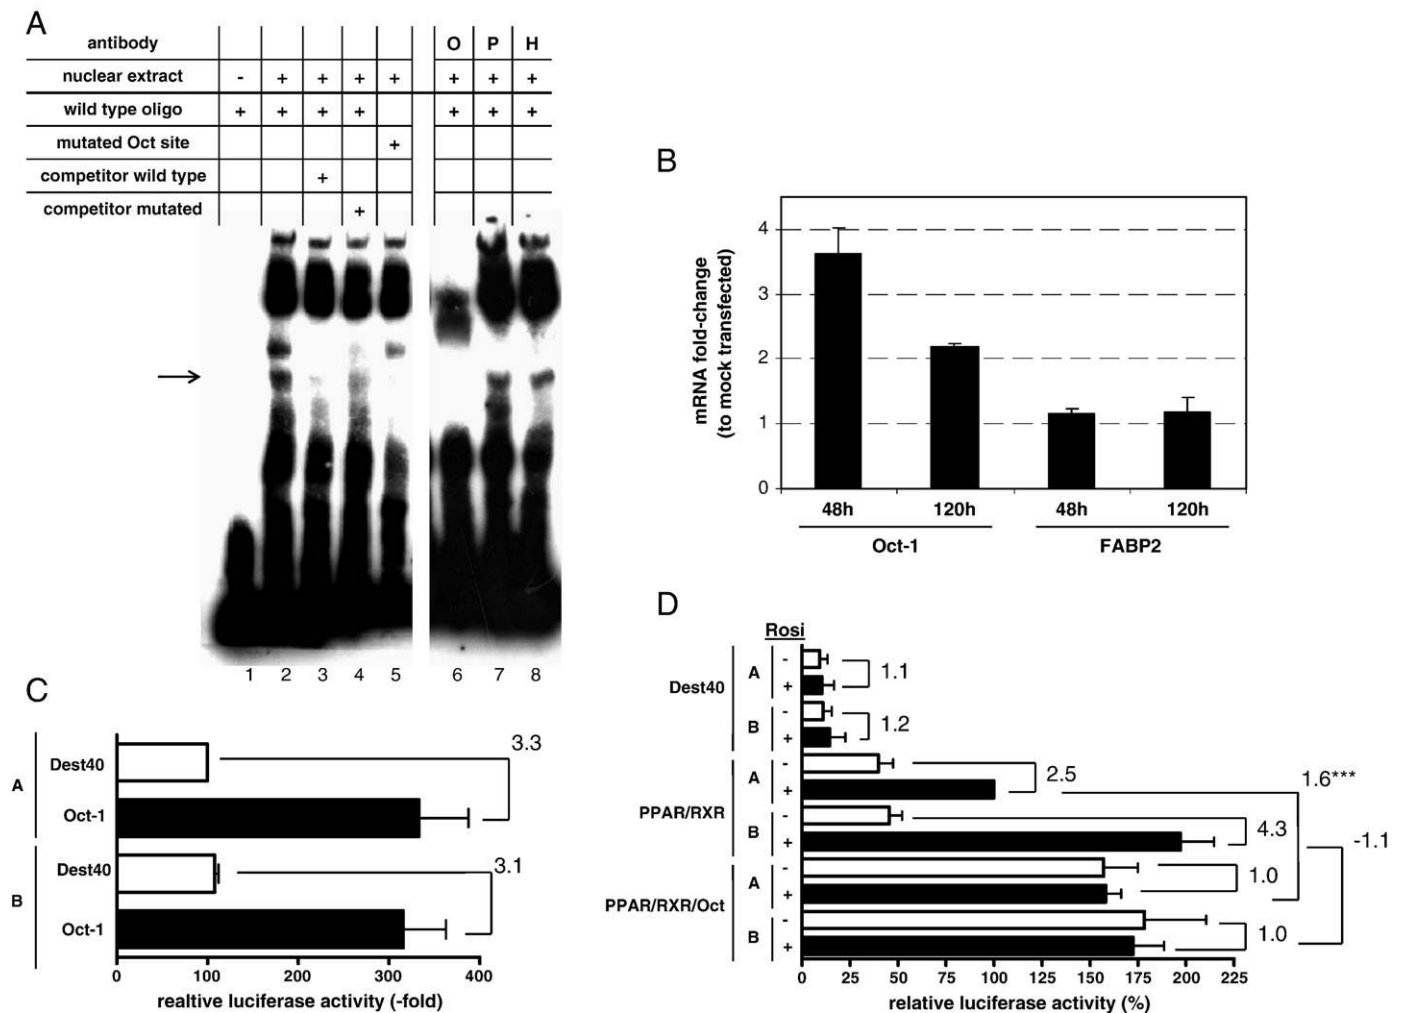 A
antibody O P H
nuclear extract - + + + + + + +
wild type oligo + + + + + + +
mutated Oct site +
competitor wild type +
competitor mutated +
1 2 3 4 5 6 7 8
B
mRNA fold-change
(to mock transfected)
4
3
2
1
0
48h 120h 48h 120h
Oct-1 FABP2
C
A
Dest40
Oct-1
3.3
B
Dest40
Oct-1
3.1
0 100 200 300 400
realtive luciferase activity (-fold)
D
Rosi
Dest40
A - +
1.1
B - +
1.2
PPAR/RXR
A - +
2.5
B - +
4.3
1.6***
-1.1
PPAR/RXR/Oct
A - +
1.0
B - +
1.0
0 25 50 75 100 125 150 175 200 225
relative luciferase activity (%)